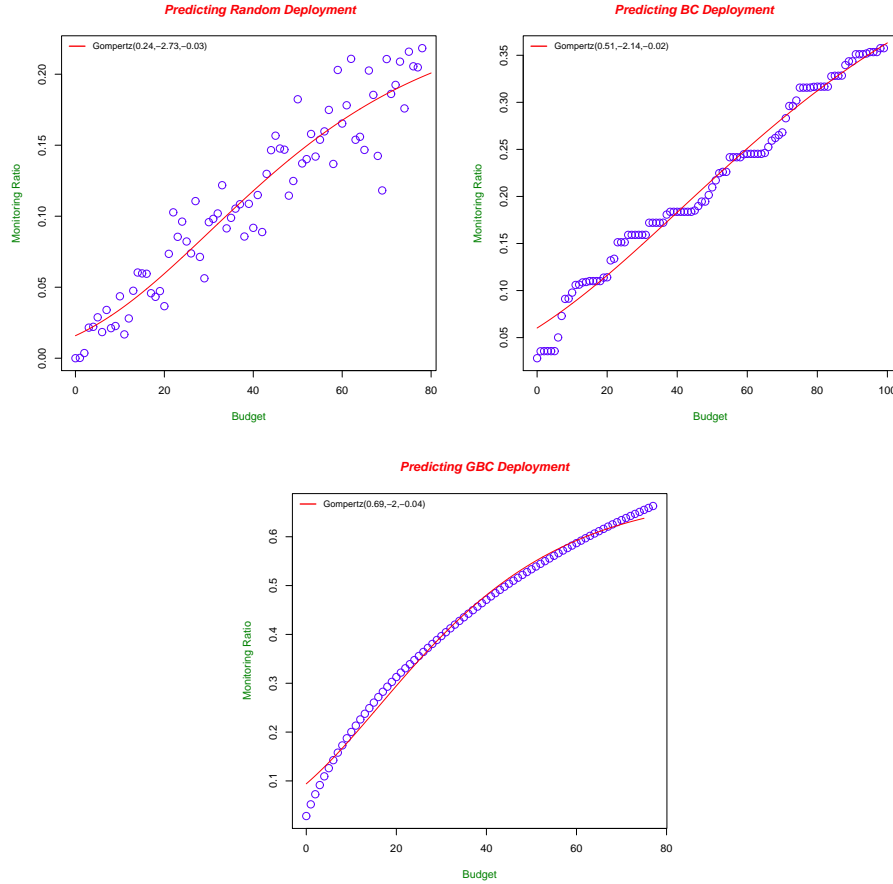 Predicting Random Deployment
Gompertz(0.24,−2.73,−0.03)
Monitoring Ratio
0.20
0.15
0.10
0.05
0.00
0 20 40 60 80
Budget
Predicting BC Deployment
Gompertz(0.51,−2.14,−0.02)
Monitoring Ratio
0.35
0.30
0.25
0.20
0.15
0.10
0.05
0 20 40 60 80 100
Budget
Predicting GBC Deployment
Gompertz(0.69,−2,−0.04)
Monitoring Ratio
0.6
0.5
0.4
0.3
0.2
0.1
0 20 40 60 80
Budget